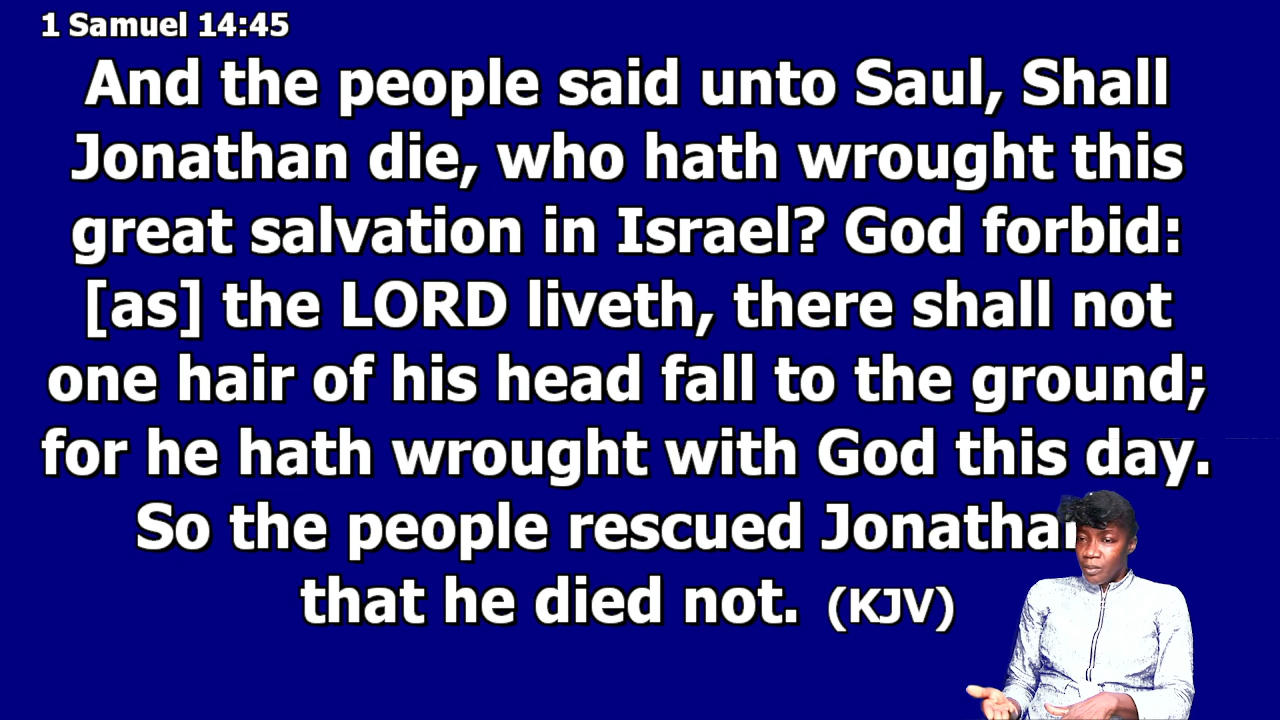 1 Samuel 14:45
And the people said unto Saul, Shall
Jonathan die, who hath wrought this
great salvation in Israel? God forbid:
[as] the LORD liveth, there shall not
one hair of his head fall to the ground;
for he hath wrought with God this day.
So the people rescued Jonathan
that he died not. (KJV)